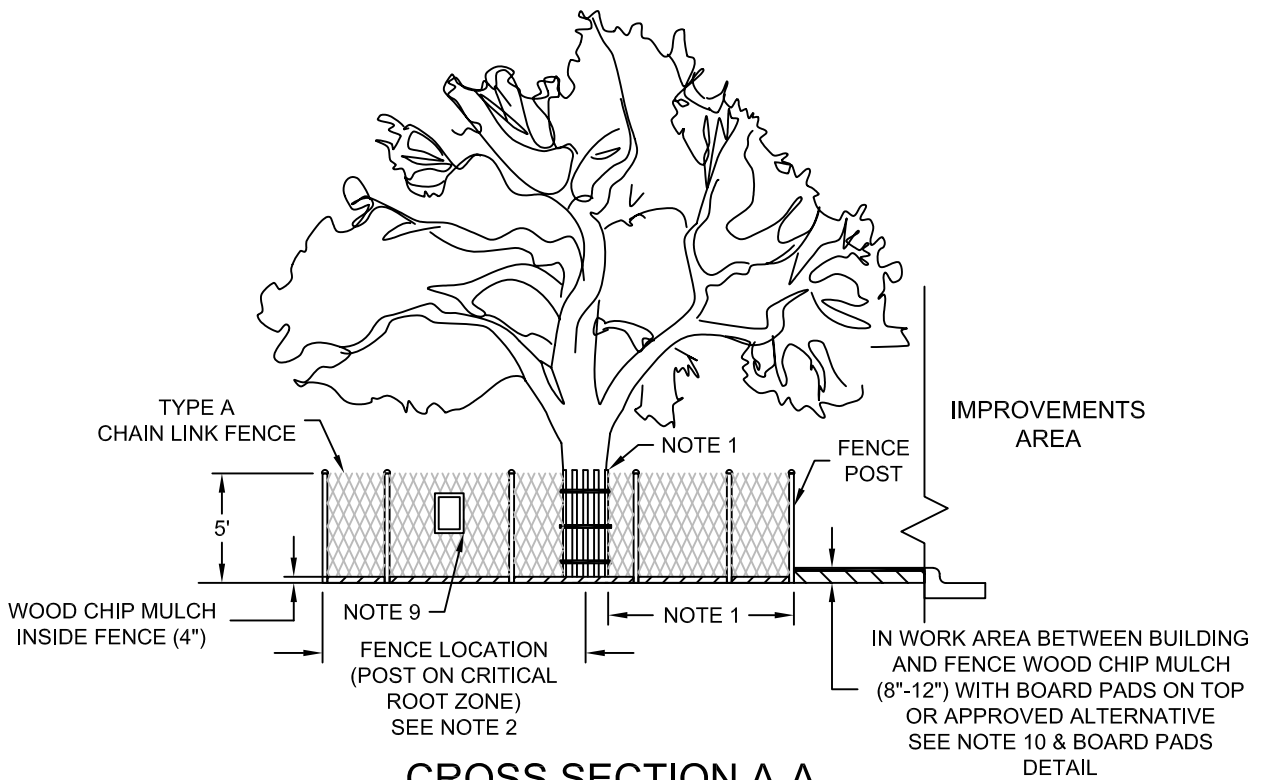 TYPE A
CHAIN LINK FENCE
NOTE 1
FENCE
POST
IMPROVEMENTS
AREA
5'
WOOD CHIP MULCH
INSIDE FENCE (4")
NOTE 9
FENCE LOCATION
(POST ON CRITICAL
ROOT ZONE)
SEE NOTE 2
NOTE 1
IN WORK AREA BETWEEN BUILDING
AND FENCE WOOD CHIP MULCH
(8"-12") WITH BOARD PADS ON TOP
OR APPROVED ALTERNATIVE
SEE NOTE 10 & BOARD PADS
DETAIL
CROSS SECTION A-A